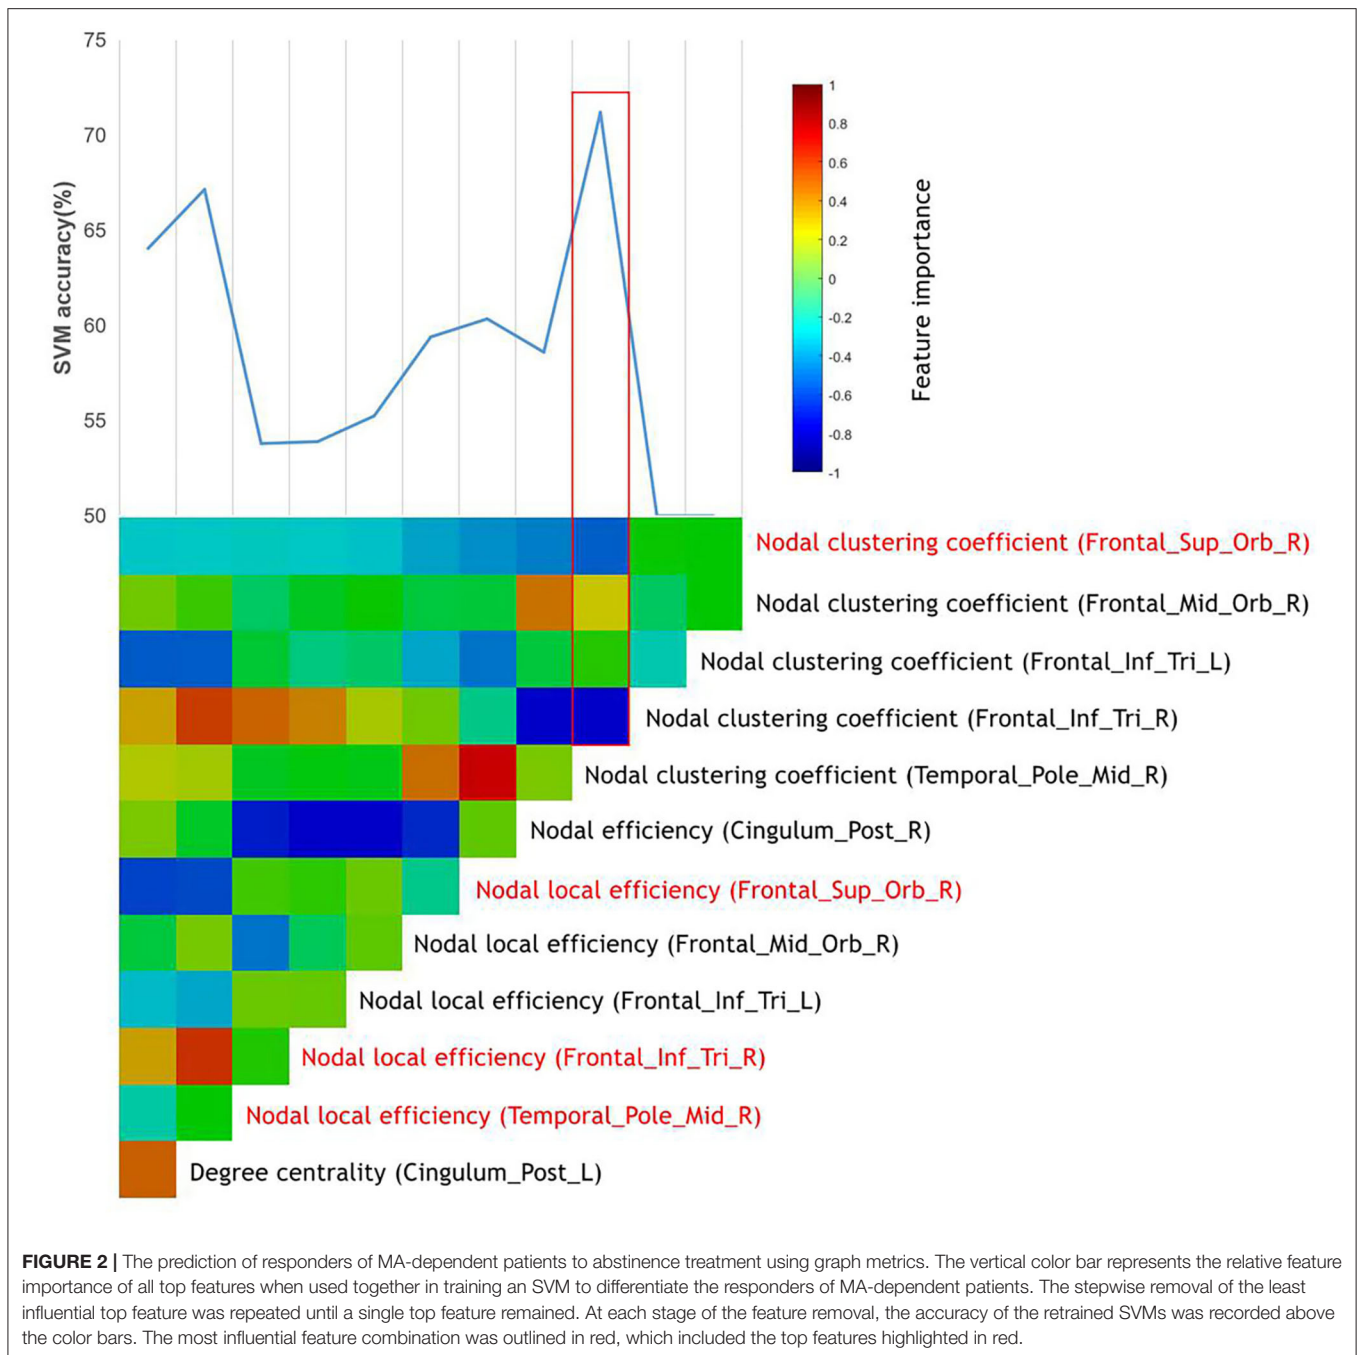 75
70
65
60
55
50
SVM accuracy(%)
1
0.8
0.6
0.4
0.2
0
-0.2
-0.4
-0.6
-0.8
-1
Feature importance
Nodal clustering coefficient (Frontal_Sup_Orb_R)
Nodal clustering coefficient (Frontal_Mid_Orb_R)
Nodal clustering coefficient (Frontal_Inf_Tri_L)
Nodal clustering coefficient (Frontal_Inf_Tri_R)
Nodal clustering coefficient (Temporal_Pole_Mid_R)
Nodal efficiency (Cingulum_Post_R)
Nodal local efficiency (Frontal_Sup_Orb_R)
Nodal local efficiency (Frontal_Mid_Orb_R)
Nodal local efficiency (Frontal_Inf_Tri_L)
Nodal local efficiency (Frontal_Inf_Tri_R)
Nodal local efficiency (Temporal_Pole_Mid_R)
Degree centrality (Cingulum_Post_L)
FIGURE 2 | The prediction of responders of MA-dependent patients to abstinence treatment using graph metrics. The vertical color bar represents the relative feature
importance of all top features when used together in training an SVM to differentiate the responders of MA-dependent patients. The stepwise removal of the least
influential top feature was repeated until a single top feature remained. At each stage of the feature removal, the accuracy of the retrained SVMs was recorded above
the color bars. The most influential feature combination was outlined in red, which included the top features highlighted in red.